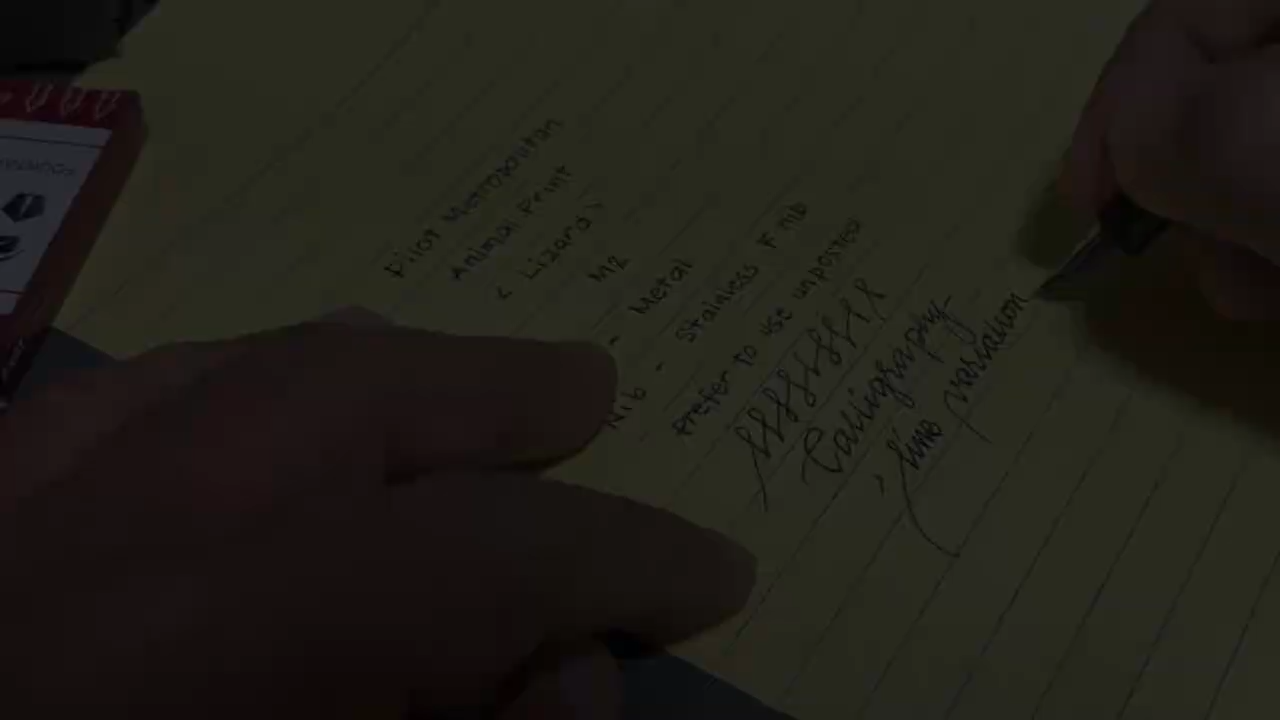 Pilot Metropolitan
Animal Print
< Lizard >
M2
- Metal
Nib - Stainless F nib
Prefer to use unposted
Calligraphy
line variation